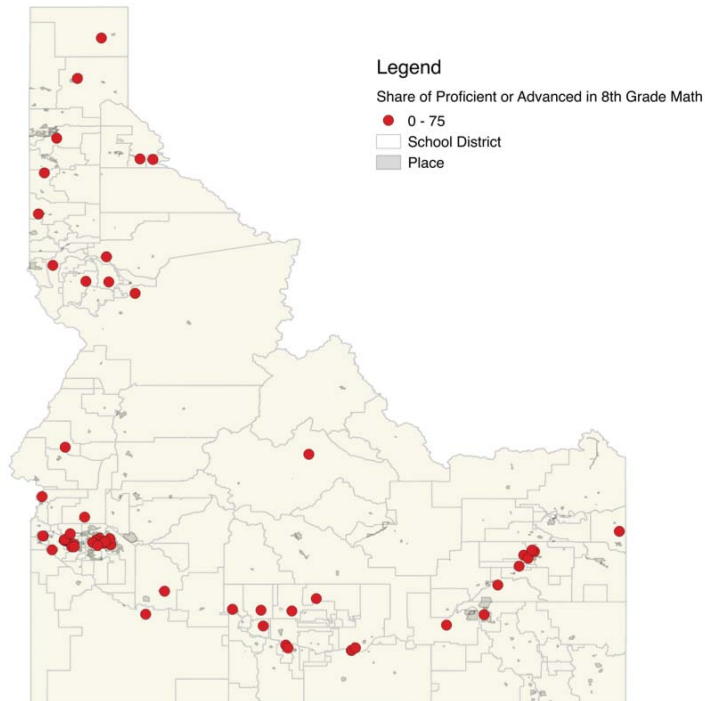 Legend
Share of Proficient or Advanced in 8th Grade Math
0 - 75
School District
Place